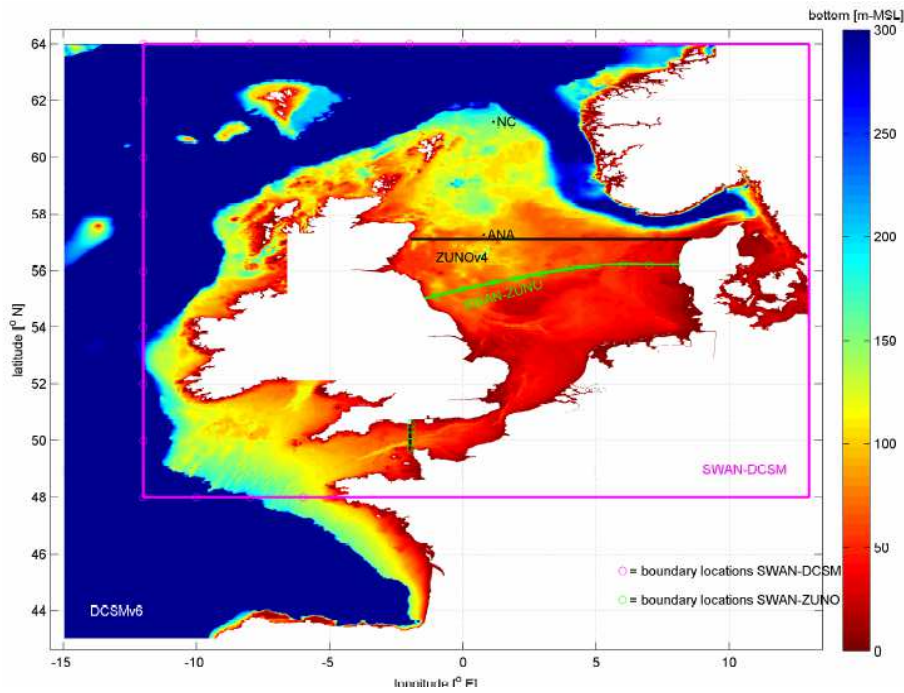 bottom [m-MSL]
64
300
62
NC
250
60
58
ANA
200
ZUNOv4
56
SWAN-ZUNO
latitude [° N]
54
150
52
100
50
SWAN-DCSM
48
50
46
= boundary locations SWAN-DCSM
DCSMv6
= boundary locations SWAN-ZUNO
44
0
-15
-10
-5
0
5
10
longitude [° E]